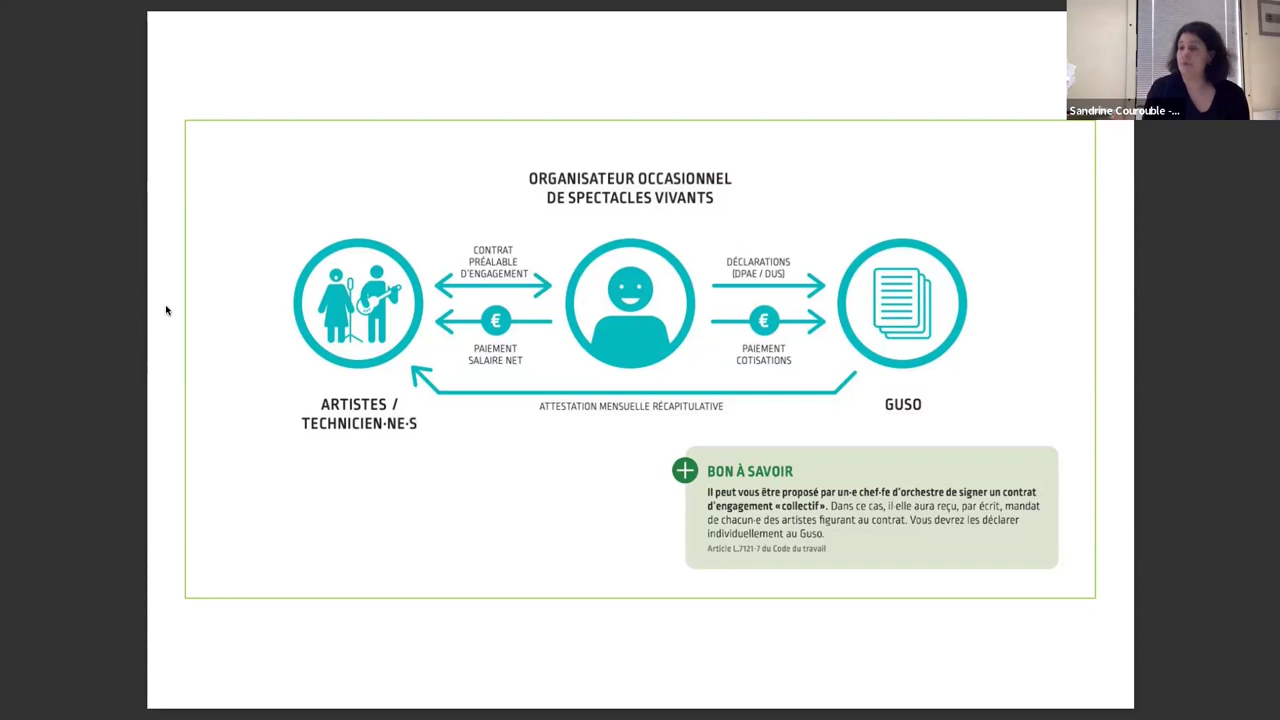 Sandrine Courouble -...
ORGANISATEUR OCCASIONNEL
DE SPECTACLES VIVANTS
CONTRAT
PRÉALABLE
D'ENGAGEMENT
DÉCLARATIONS
(DPAE / DUS)
€
€
PAIEMENT
SALAIRE NET
PAIEMENT
COTISATIONS
ATTESTATION MENSUELLE RÉCAPITULATIVE
ARTISTES /
TECHNICIEN·NE·S
GUSO
BON À SAVOIR
Il peut vous être proposé par un·e chef·fe d'orchestre de signer un contrat
d'engagement «collectif». Dans ce cas, il·elle aura reçu, par écrit, mandat
de chacun·e des artistes figurant au contrat. Vous devrez les déclarer
individuellement au Guso.
Article L.7121-7 du Code du travail